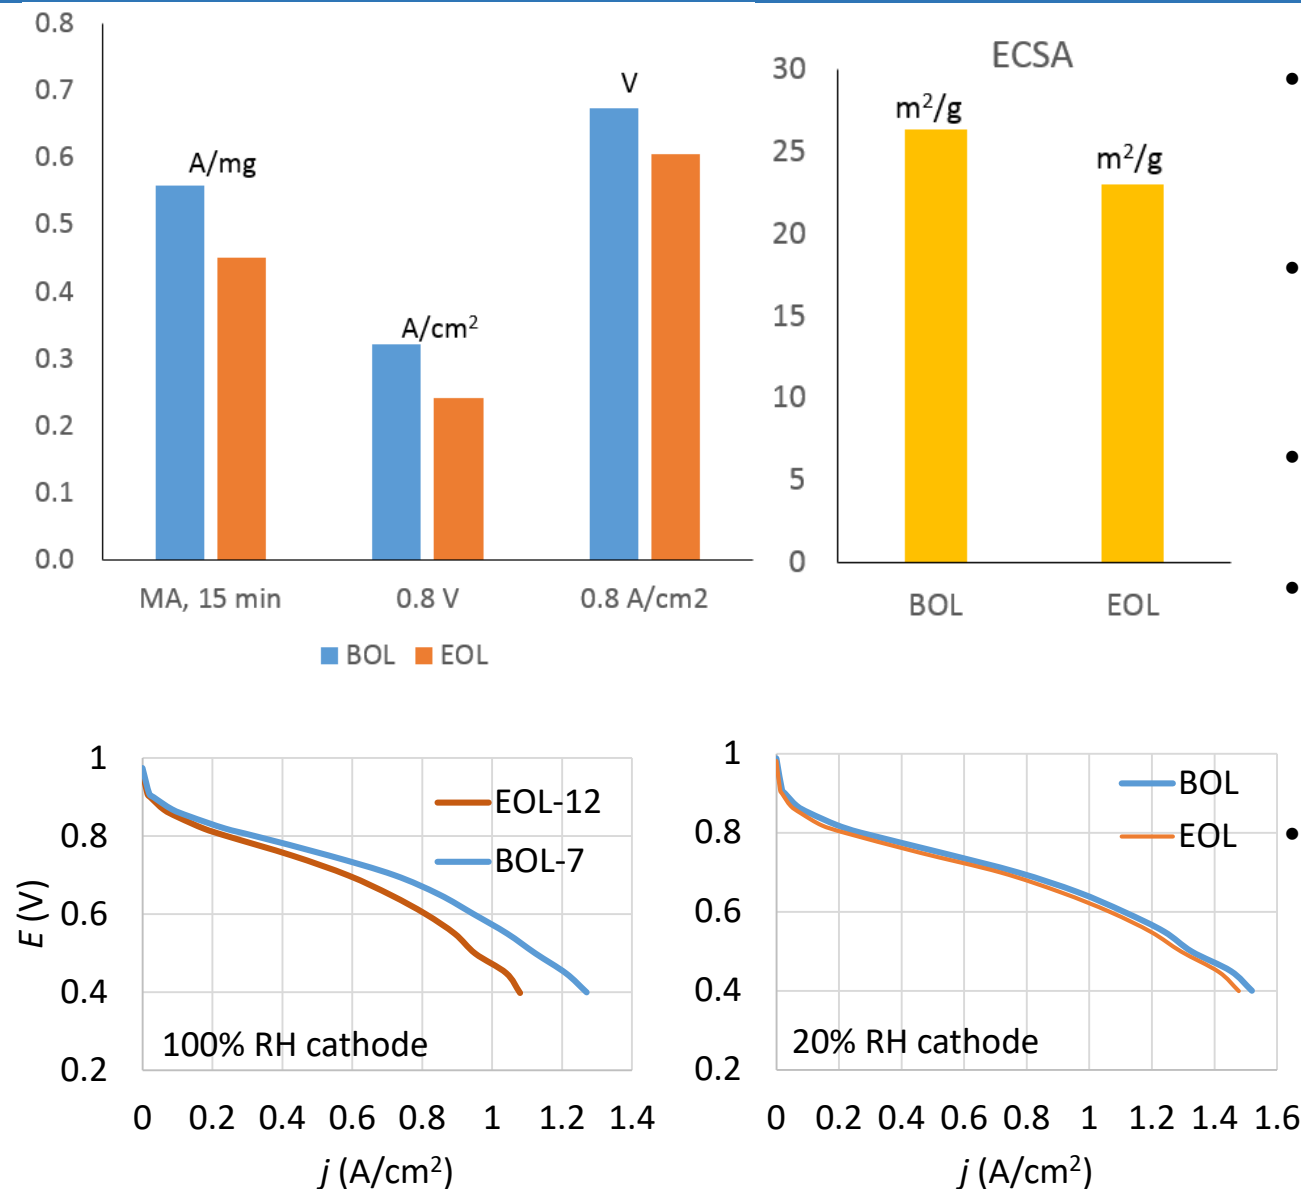 0.8
0.7
0.6
0.5
0.4
0.3
0.2
0.1
0.0
A/mg
A/cm²
V
MA, 15 min
0.8 V
0.8 A/cm2
BOL
EOL
ECSA
30
25
20
15
10
5
0
m²/g
m²/g
BOL
EOL
•
•
•
•
•
E (V)
1
0.8
0.6
0.4
0.2
EOL-12
BOL-7
100% RH cathode
0 0.2 0.4 0.6 0.8 1 1.2 1.4
j (A/cm²)
1
0.8
0.6
0.4
0.2
BOL
EOL
20% RH cathode
0 0.2 0.4 0.6 0.8 1 1.2 1.4 1.6
j (A/cm²)